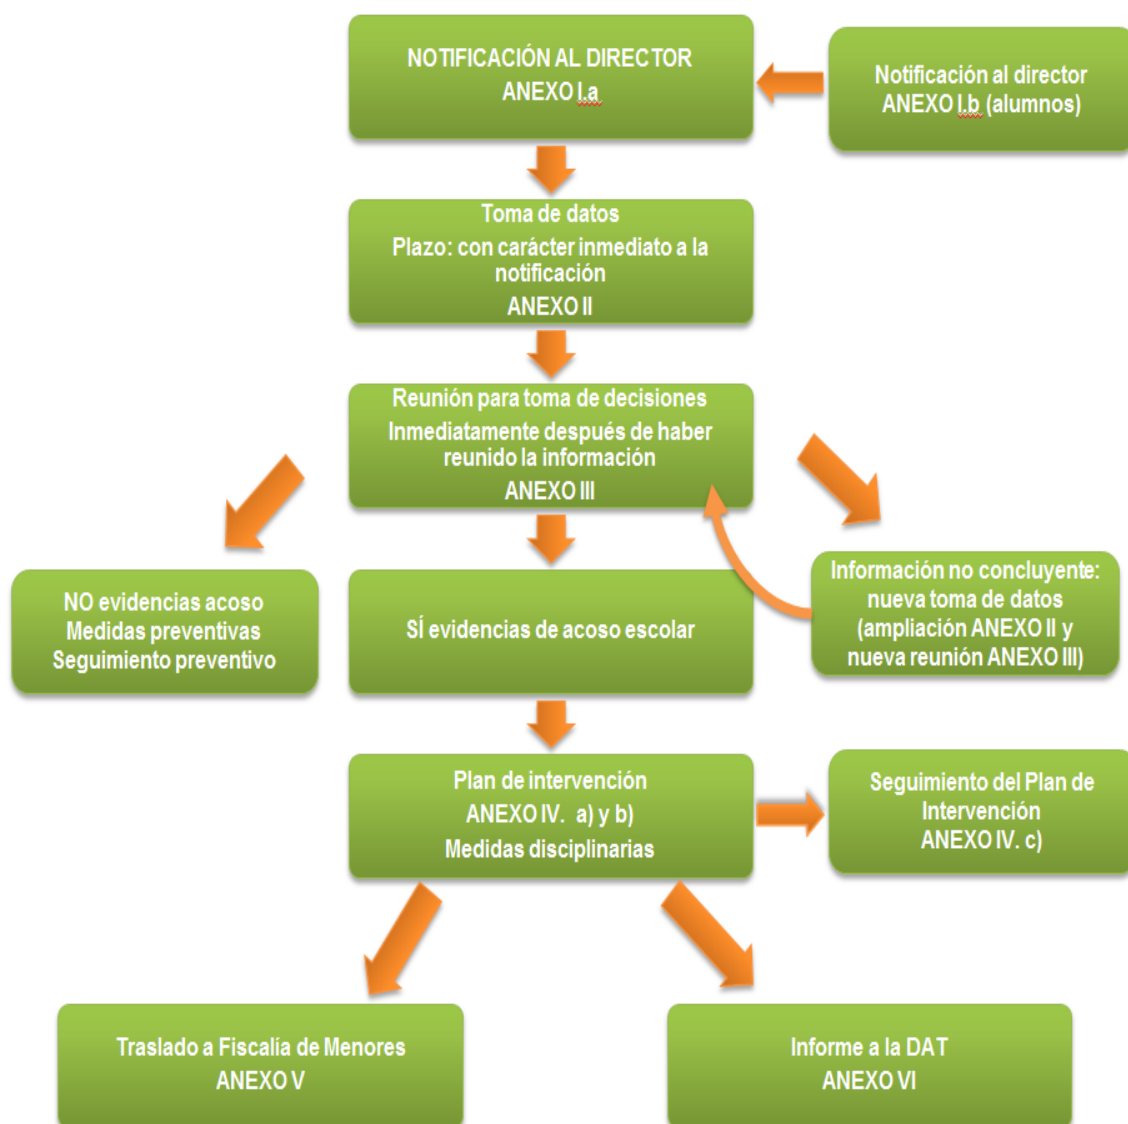 NOTIFICACIÓN AL DIRECTOR
ANEXO I.a
Notificación al director
ANEXO I.b (alumnos)
Toma de datos
Plazo: con carácter inmediato a la
notificación
ANEXO II
Reunión para toma de decisiones
Inmediatamente después de haber
reunido la información
ANEXO III
NO evidencias acoso
Medidas preventivas
Seguimiento preventivo
SÍ evidencias de acoso escolar
Información no concluyente:
nueva toma de datos
(ampliación ANEXO II y
nueva reunión ANEXO III)
Plan de intervención
ANEXO IV. a) y b)
Medidas disciplinarias
Seguimiento del Plan de
Intervención
ANEXO IV. c)
Traslado a Fiscalía de Menores
ANEXO V
Informe a la DAT
ANEXO VI